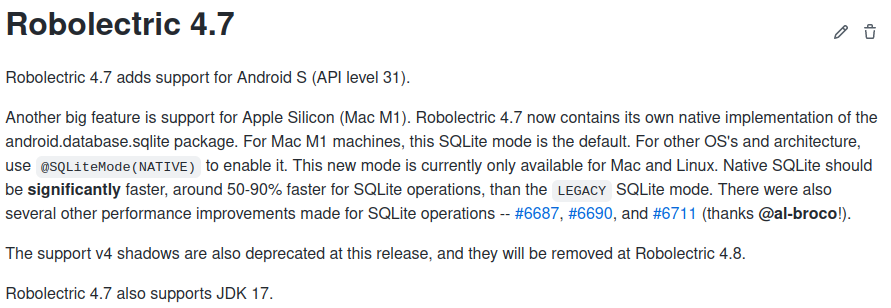 Robolectric 4.7
Robolectric 4.7 adds support for Android S (API level 31).
Another big feature is support for Apple Silicon (Mac M1). Robolectric 4.7 now contains its own native implementation of the
android.database.sqlite package. For Mac M1 machines, this SQLite mode is the default. For other OS's and architecture,
use @SQLiteMode(NATIVE) to enable it. This new mode is currently only available for Mac and Linux. Native SQLite should
be significantly faster, around 50-90% faster for SQLite operations, than the LEGACY SQLite mode. There were also
several other performance improvements made for SQLite operations -- #6687, #6690, and #6711 (thanks @al-broco!).
The support v4 shadows are also deprecated at this release, and they will be removed at Robolectric 4.8.
Robolectric 4.7 also supports JDK 17.